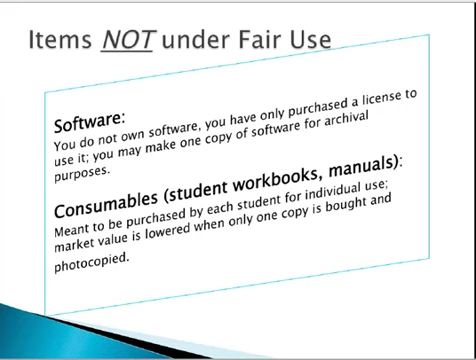 Items NOT under Fair Use
Software:
You do not own software, you have only purchased a license to
use it; you may make one copy of software for archival
purposes.
Consumables (student workbooks, manuals):
Meant to be purchased by each student for individual use;
market value is lowered when only one copy is bought and
photocopied.